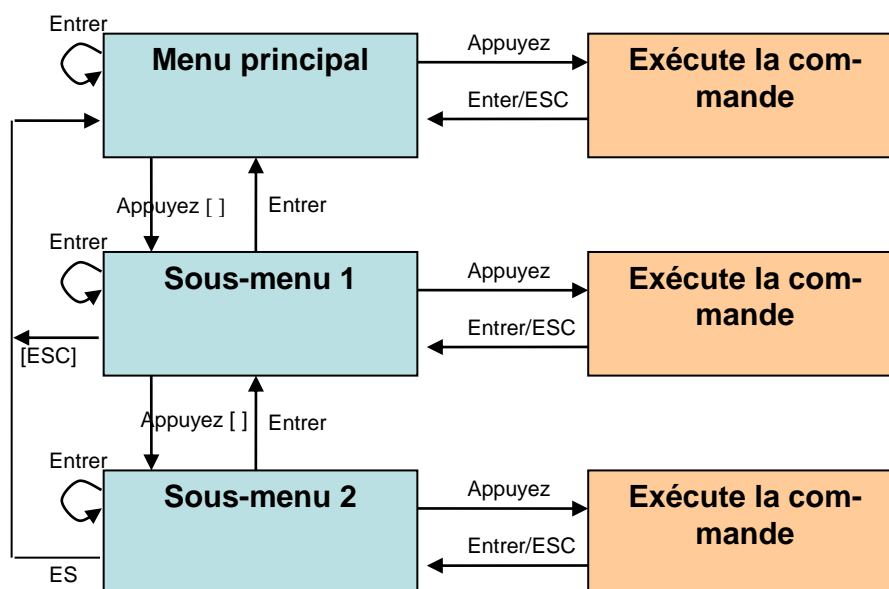 Entrer
Menu principal
Appuyez
Exécute la com-
mande
Enter/ESC
Appuyez [ ]
Entrer
Entrer
Sous-menu 1
Appuyez
Exécute la com-
mande
Entrer/ESC
[ESC]
Appuyez [ ]
Entrer
Entrer
Sous-menu 2
Appuyez
Exécute la com-
mande
Entrer/ESC
ES